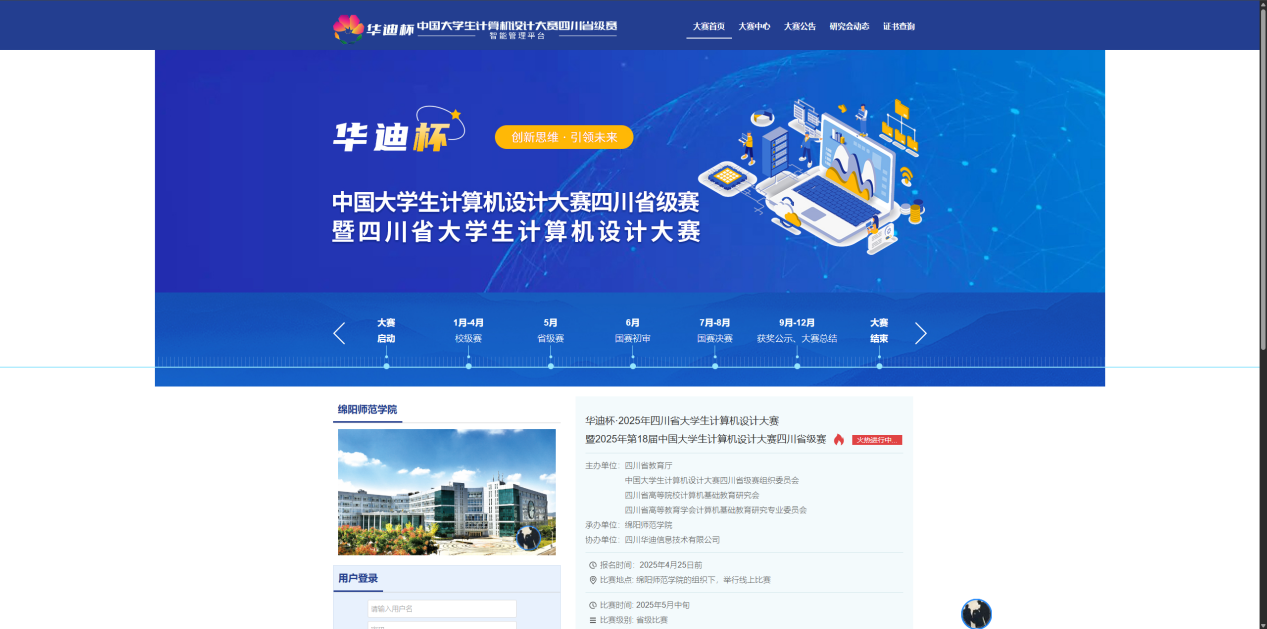 华迪杯 中国大学生计算机设计大赛四川省级赛
智能管理平台
大赛首页 大赛中心 大赛公告 研究会动态 证书查询
华迪杯
创新思维 · 引领未来
中国大学生计算机设计大赛四川省级赛
暨四川省大学生计算机设计大赛
大赛 1月-4月 5月 6月 7月-8月 9月-12月 大赛
启动 校级赛 省级赛 国赛初审 国赛决赛 获奖公示、大赛总结 结束
绵阳师范学院
华迪杯·2025年四川省大学生计算机设计大赛
暨2025年第18届中国大学生计算机设计大赛四川省级赛 火热进行中...
主办单位: 四川省教育厅
中国大学生计算机设计大赛四川省级赛组织委员会
四川省高等院校计算机基础教育研究会
四川省高等教育学会计算机基础教育研究专业委员会
承办单位: 绵阳师范学院
协办单位: 四川华迪信息技术有限公司
报名时间: 2025年4月25日前
比赛地点: 绵阳师范学院的组织下，举行线上比赛
用户登录
请输入用户名
比赛时间: 2025年5月中旬
比赛级别: 省级比赛